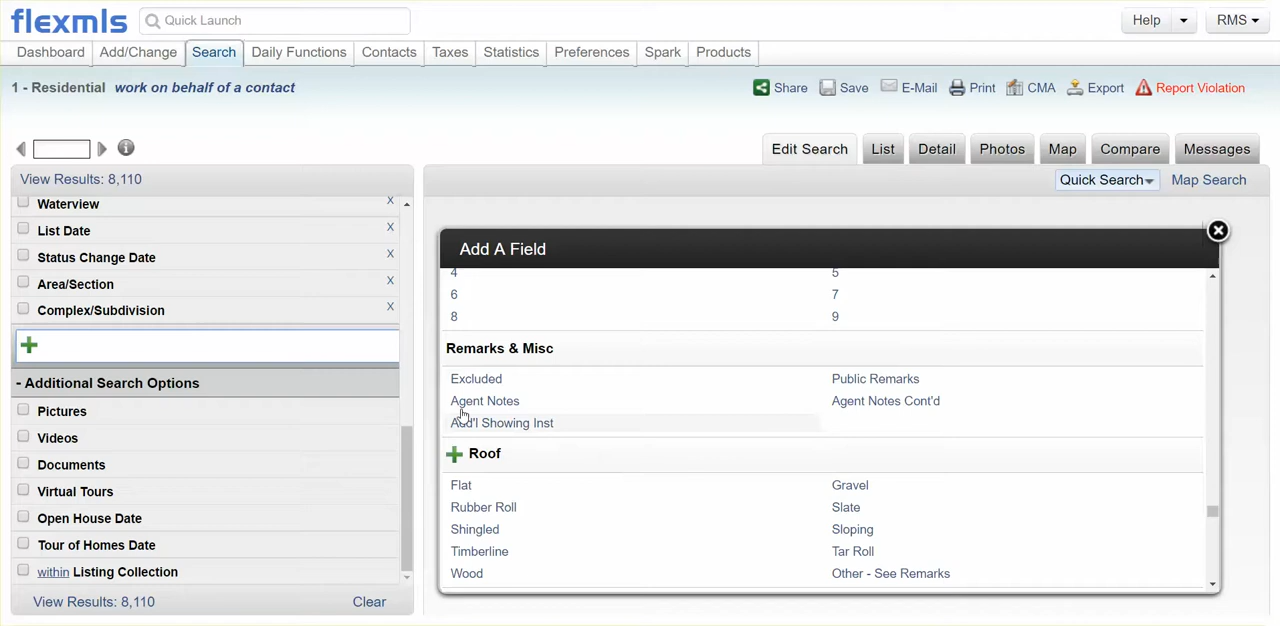 flexmls Quick Launch Help RMS
Dashboard Add/Change Search Daily Functions Contacts Taxes Statistics Preferences Spark Products
1 - Residential work on behalf of a contact Share Save E-Mail Print CMA Export Report Violation
Edit Search List Detail Photos Map Compare Messages
View Results: 8,110 Quick Search Map Search
Waterview X
List Date X
Status Change Date X
Area/Section X
Complex/Subdivision X
- Additional Search Options
Pictures
Videos
Documents
Virtual Tours
Open House Date
Tour of Homes Date
within Listing Collection
View Results: 8,110 Clear
Add A Field
4 5
6 7
8 9
Remarks & Misc
Excluded Public Remarks
Agent Notes Agent Notes Cont'd
Add'l Showing Inst
Roof
Flat Gravel
Rubber Roll Slate
Shingled Sloping
Timberline Tar Roll
Wood Other - See Remarks